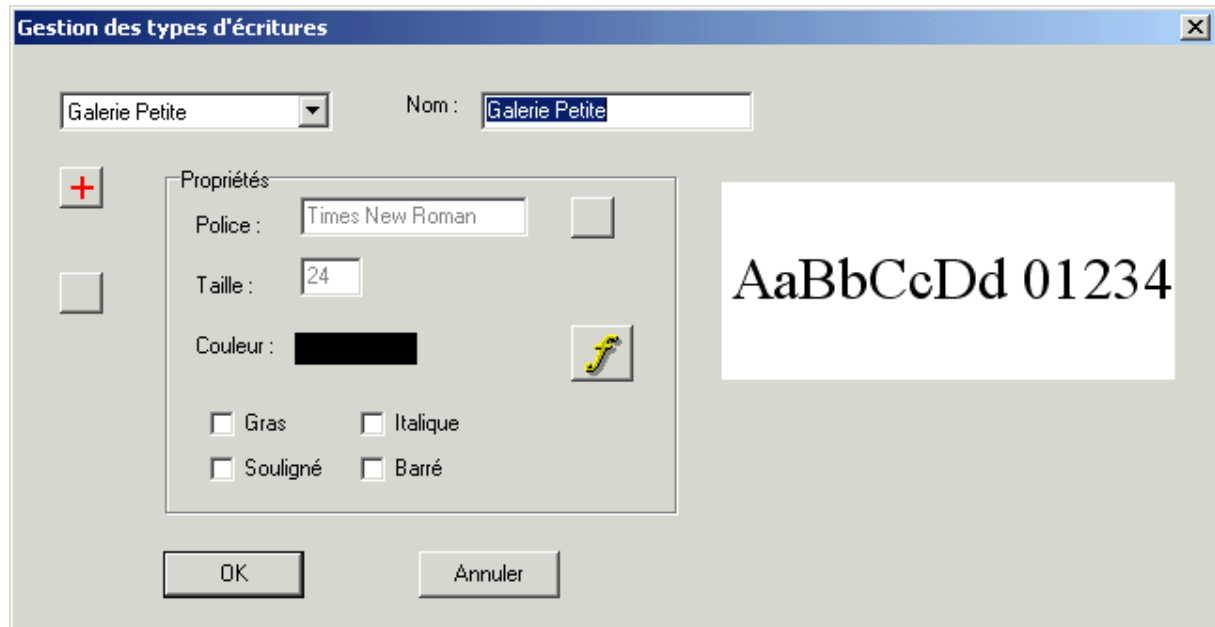 Gestion des types d'écritures
Galerie Petite
Nom :
Galerie Petite
Propriétés
Police :
Times New Roman
Taille :
24
Couleur :
Gras
Italique
Souligné
Barré
AaBbCcDd 01234
OK
Annuler